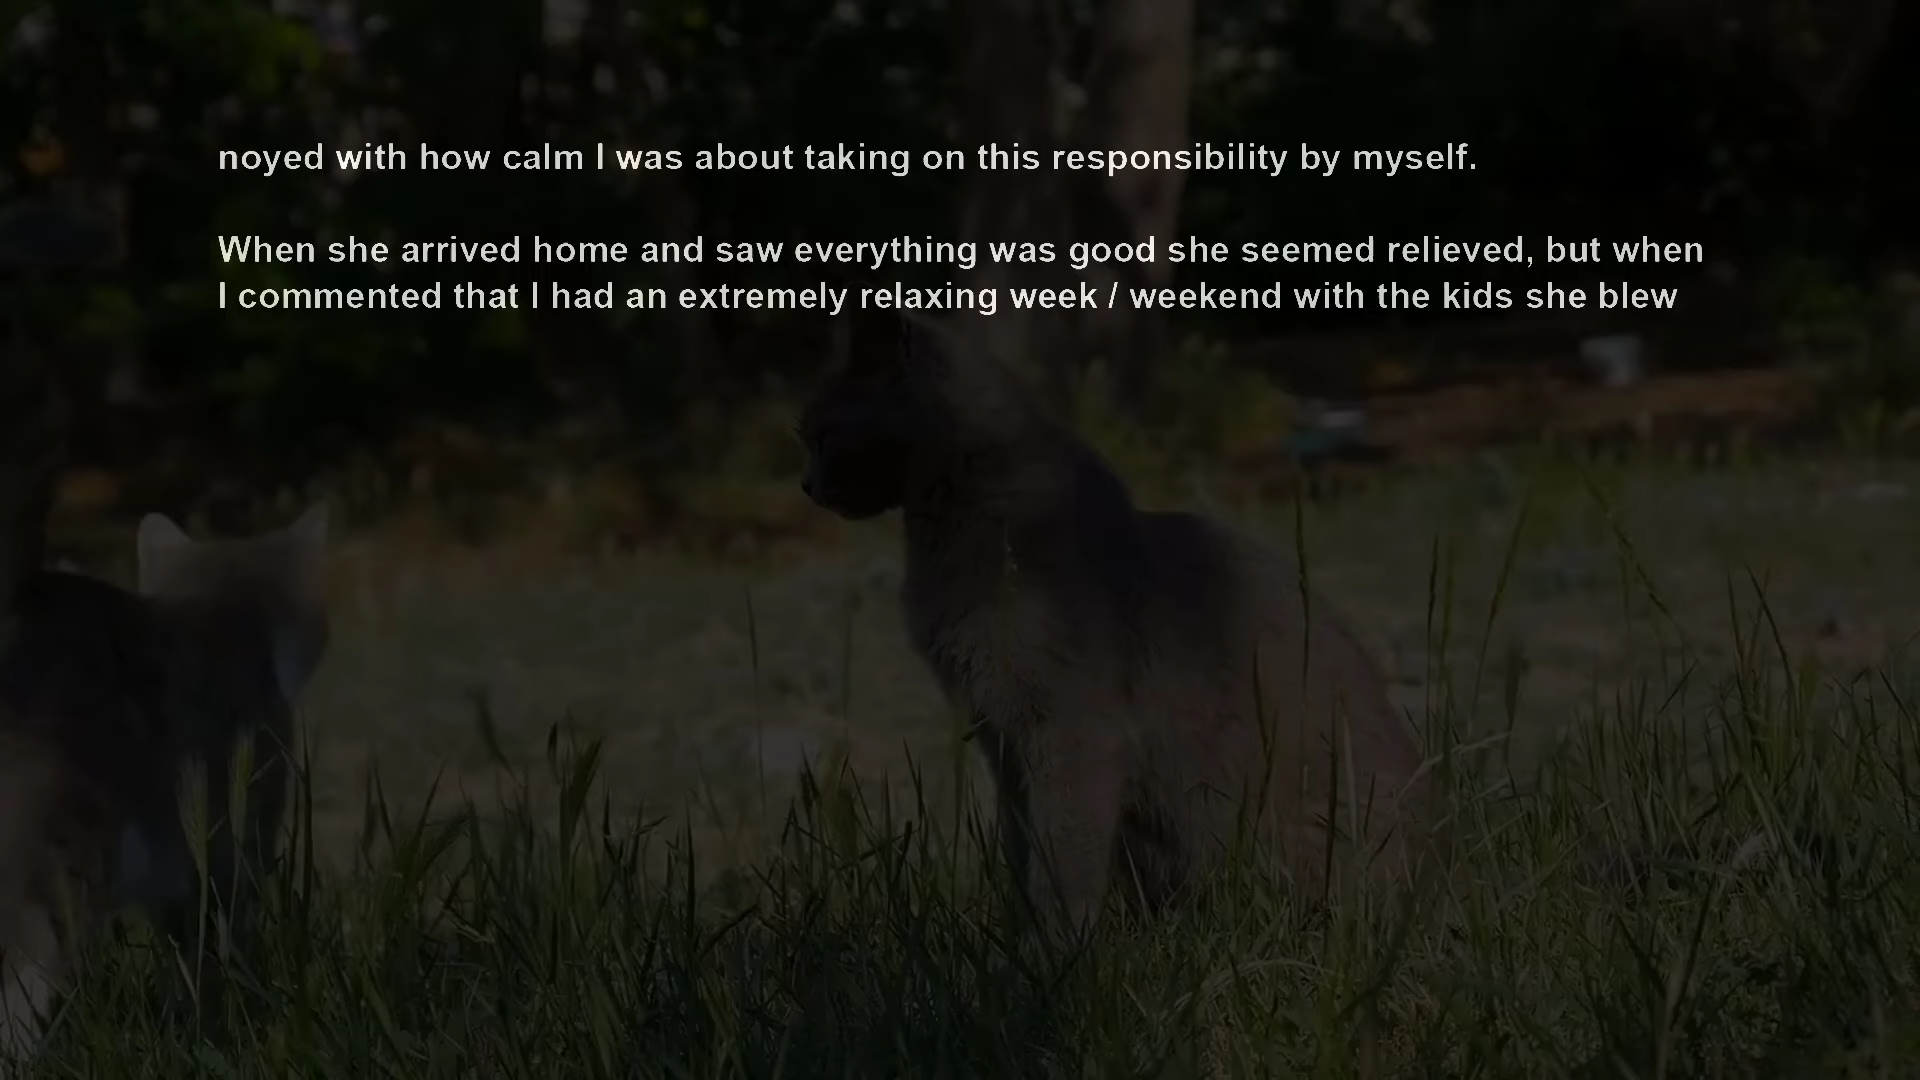 noyed with how calm I was about taking on this responsibility by myself.
When she arrived home and saw everything was good she seemed relieved, but when
I commented that I had an extremely relaxing week / weekend with the kids she blew